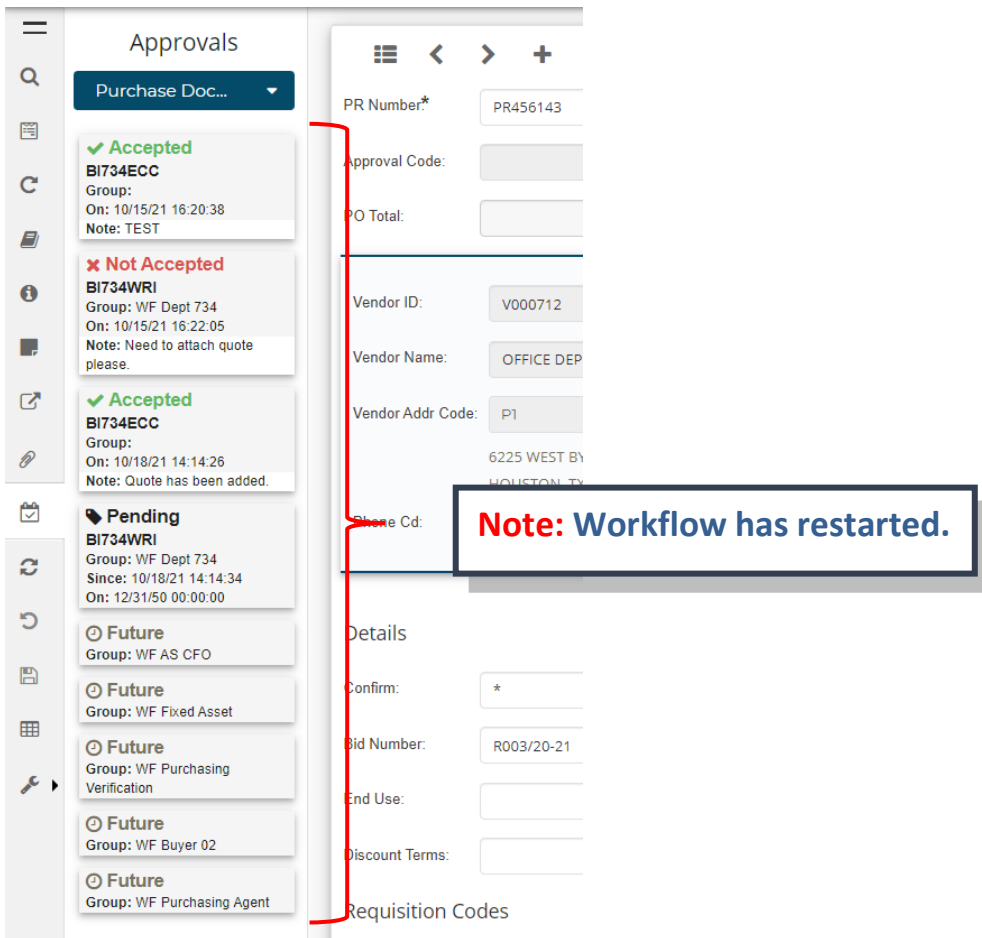 Approvals
Purchase Doc...
Accepted
BI734ECC
Group:
On: 10/15/21 16:20:38
Note: TEST
Not Accepted
BI734WRI
Group: WF Dept 734
On: 10/15/21 16:22:05
Note: Need to attach quote
please.
Accepted
BI734ECC
Group:
On: 10/18/21 14:14:26
Note: Quote has been added.
Pending
BI734WRI
Group: WF Dept 734
Since: 10/18/21 14:14:34
On: 12/31/50 00:00:00
Future
Group: WF AS CFO
Future
Group: WF Fixed Asset
Future
Group: WF Purchasing
Verification
Future
Group: WF Buyer 02
Future
Group: WF Purchasing Agent
PR Number:* PR456143
Approval Code:
PO Total:
Vendor ID: V000712
Vendor Name: OFFICE DEP
Vendor Addr Code: P1
6225 WEST BY
HOUSTON, TX
Phone Cd:
Note: Workflow has restarted.
Details
Confirm: *
Bid Number: R003/20-21
End Use:
Discount Terms:
Requisition Codes